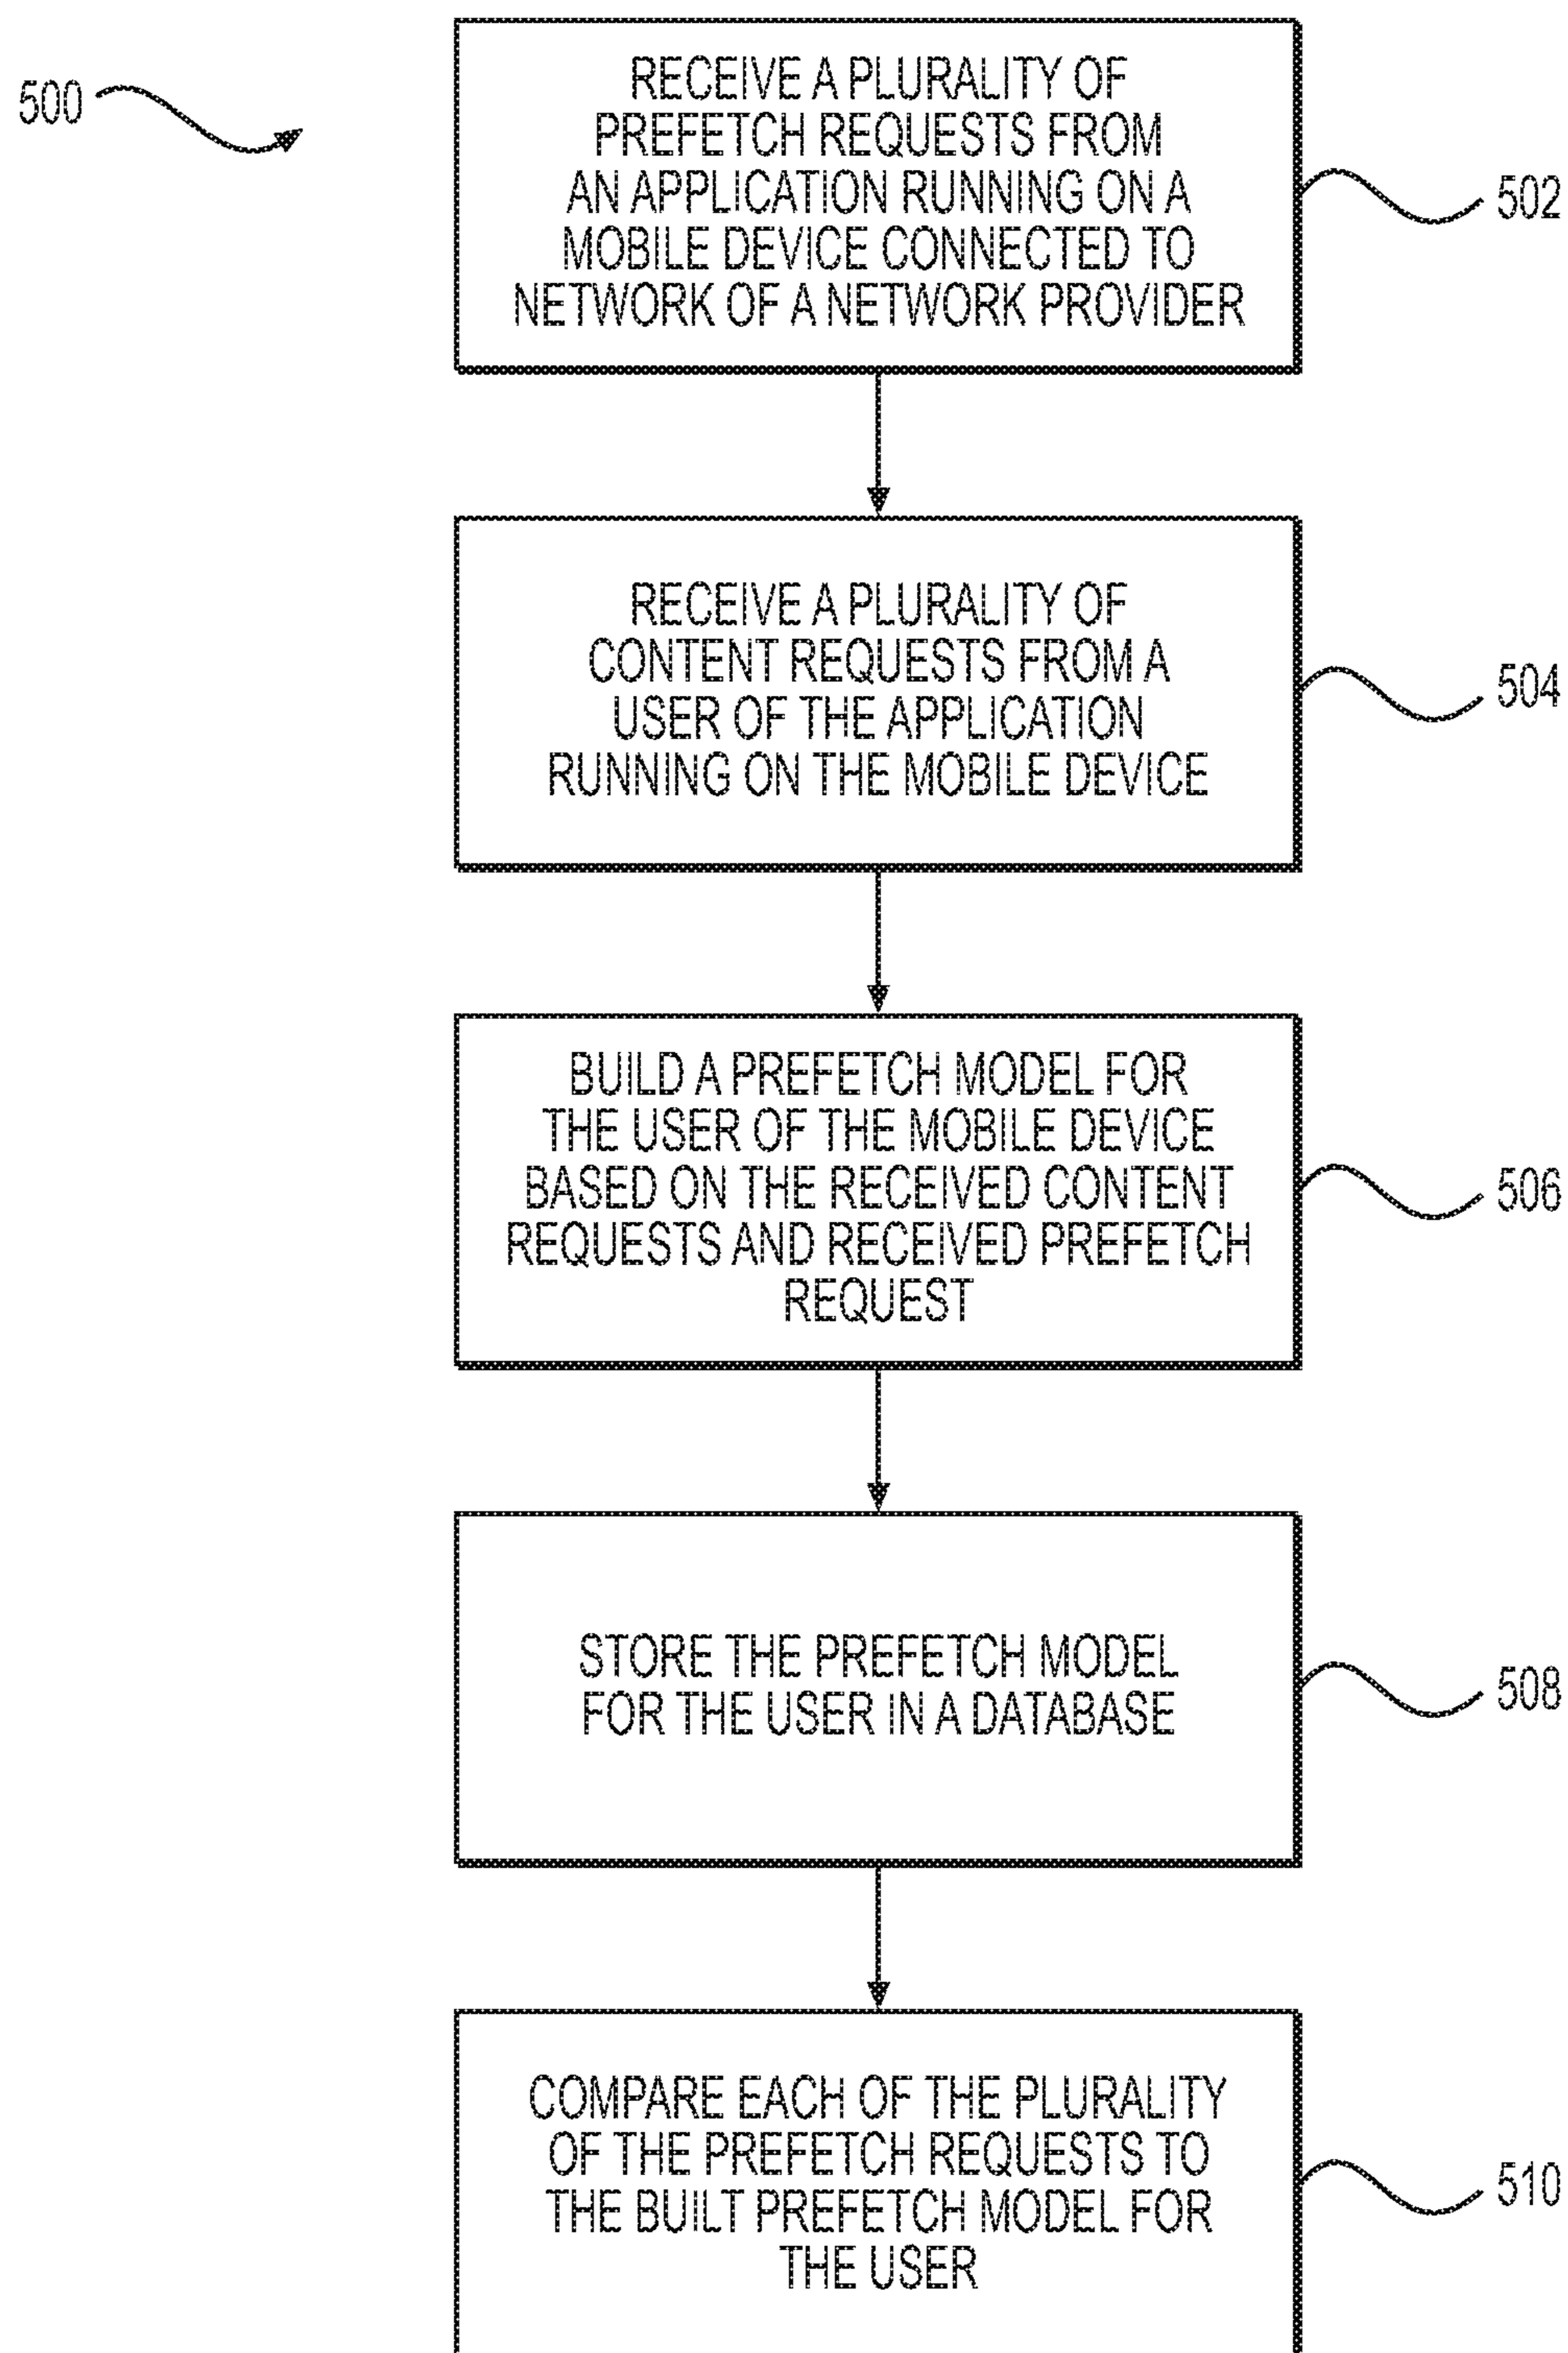 500
RECEIVE A PLURALITY OF
PREFETCH REQUESTS FROM
AN APPLICATION RUNNING ON A
MOBILE DEVICE CONNECTED TO
NETWORK OF A NETWORK PROVIDER
502
RECEIVE A PLURALITY OF
CONTENT REQUESTS FROM A
USER OF THE APPLICATION
RUNNING ON THE MOBILE DEVICE
504
BUILD A PREFETCH MODEL FOR
THE USER OF THE MOBILE DEVICE
BASED ON THE RECEIVED CONTENT
REQUESTS AND RECEIVED PREFETCH
REQUEST
506
STORE THE PREFETCH MODEL
FOR THE USER IN A DATABASE
508
COMPARE EACH OF THE PLURALITY
OF THE PREFETCH REQUESTS TO
THE BUILT PREFETCH MODEL FOR
THE USER
510